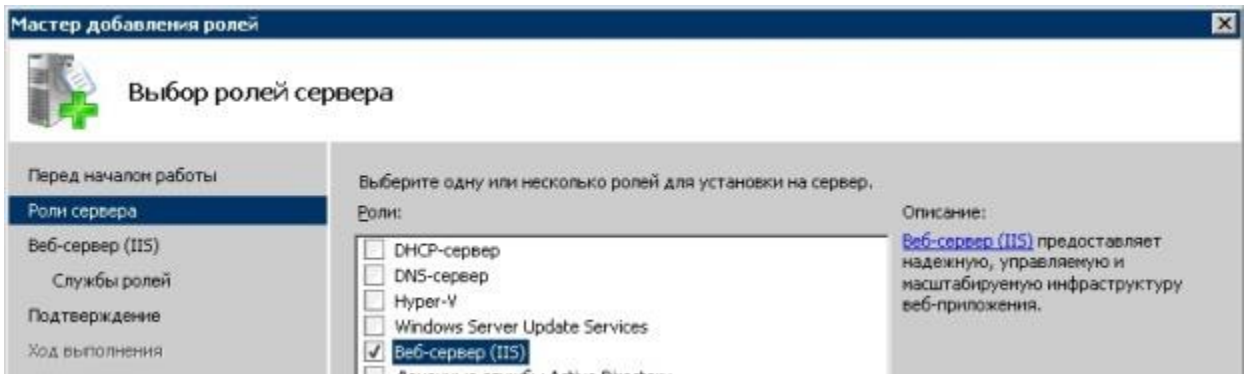 Мастер добавления ролей
Выбор ролей сервера
Перед началом работы
Роли сервера
Веб-сервер (IIS)
Службы ролей
Подтверждение
Ход выполнения
Выберите одну или несколько ролей для установки на сервер.
Роли:
DHCP-сервер
DNS-сервер
Hyper-V
Windows Server Update Services
Веб-сервер (IIS)
Описание:
Веб-сервер (IIS) предоставляет
надежную, управляемую и
масштабируемую инфраструктуру
веб-приложения.